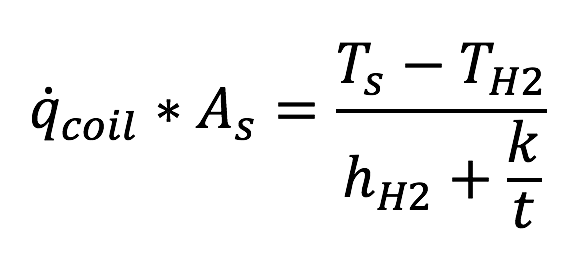 q̇_coil * A_s = (T_s − T_H2) / (h_H2 + k/t)